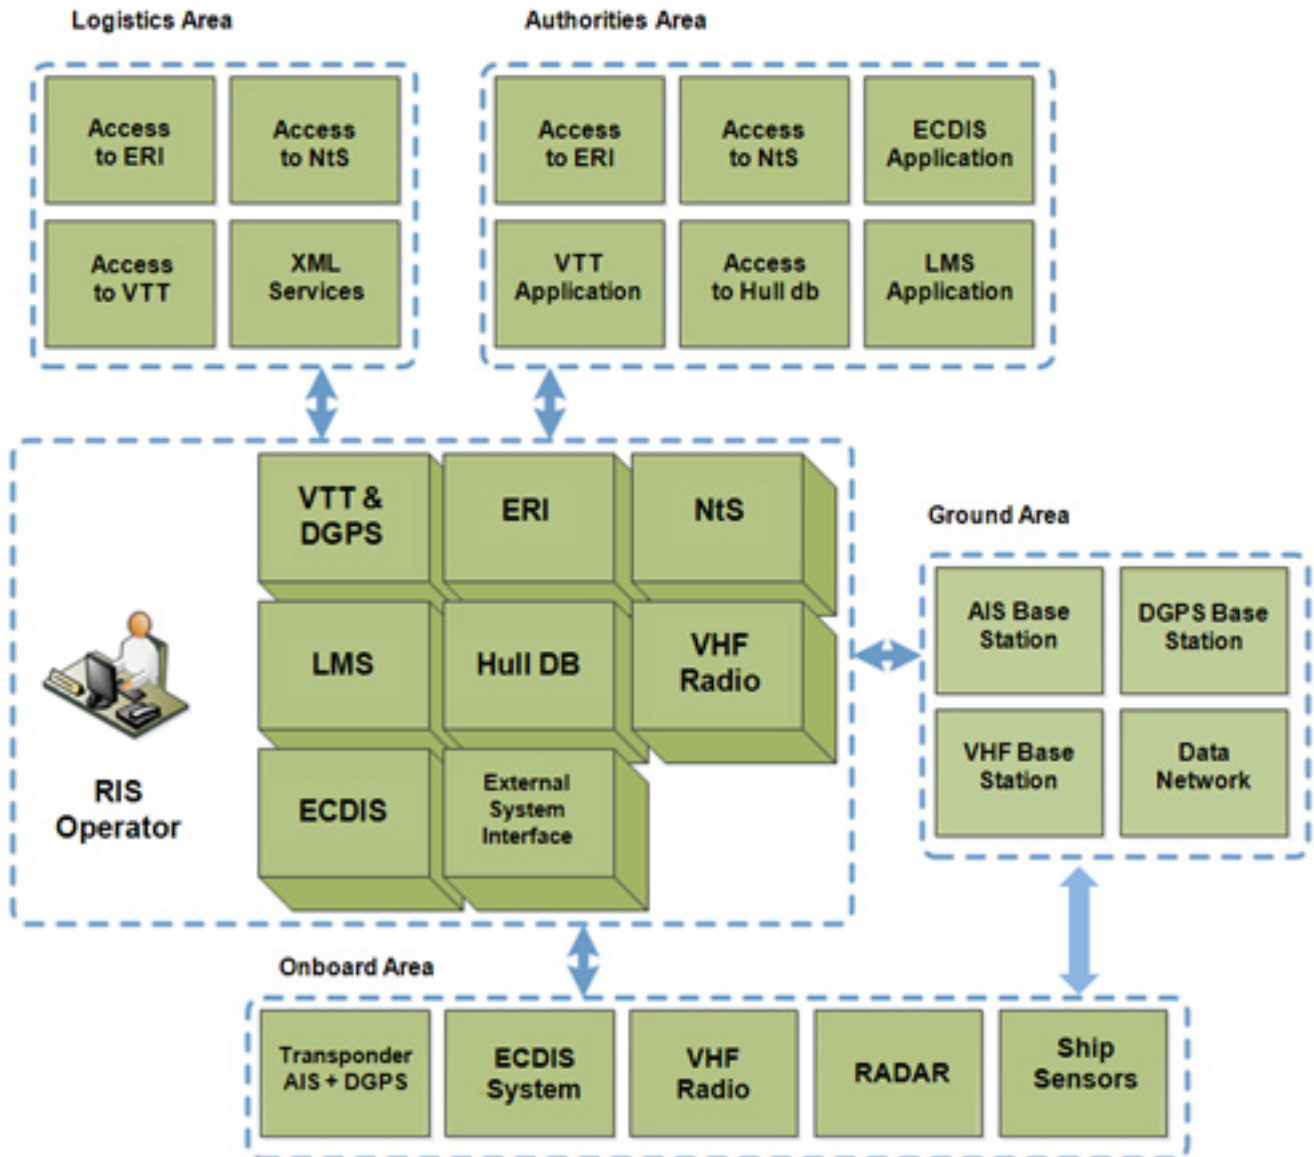 Logistics Area
Authorities Area
Access
to ERI
Access
to NtS
Access
to VTT
XML
Services
Access
to ERI
Access
to NtS
ECDIS
Application
VTT
Application
Access
to Hull db
LMS
Application
VTT &
DGPS
ERI
NtS
LMS
Hull DB
VHF
Radio
ECDIS
External
System
Interface
RIS
Operator
Ground Area
AIS Base
Station
DGPS Base
Station
VHF Base
Station
Data
Network
Onboard Area
Transponder
AIS + DGPS
ECDIS
System
VHF
Radio
RADAR
Ship
Sensors